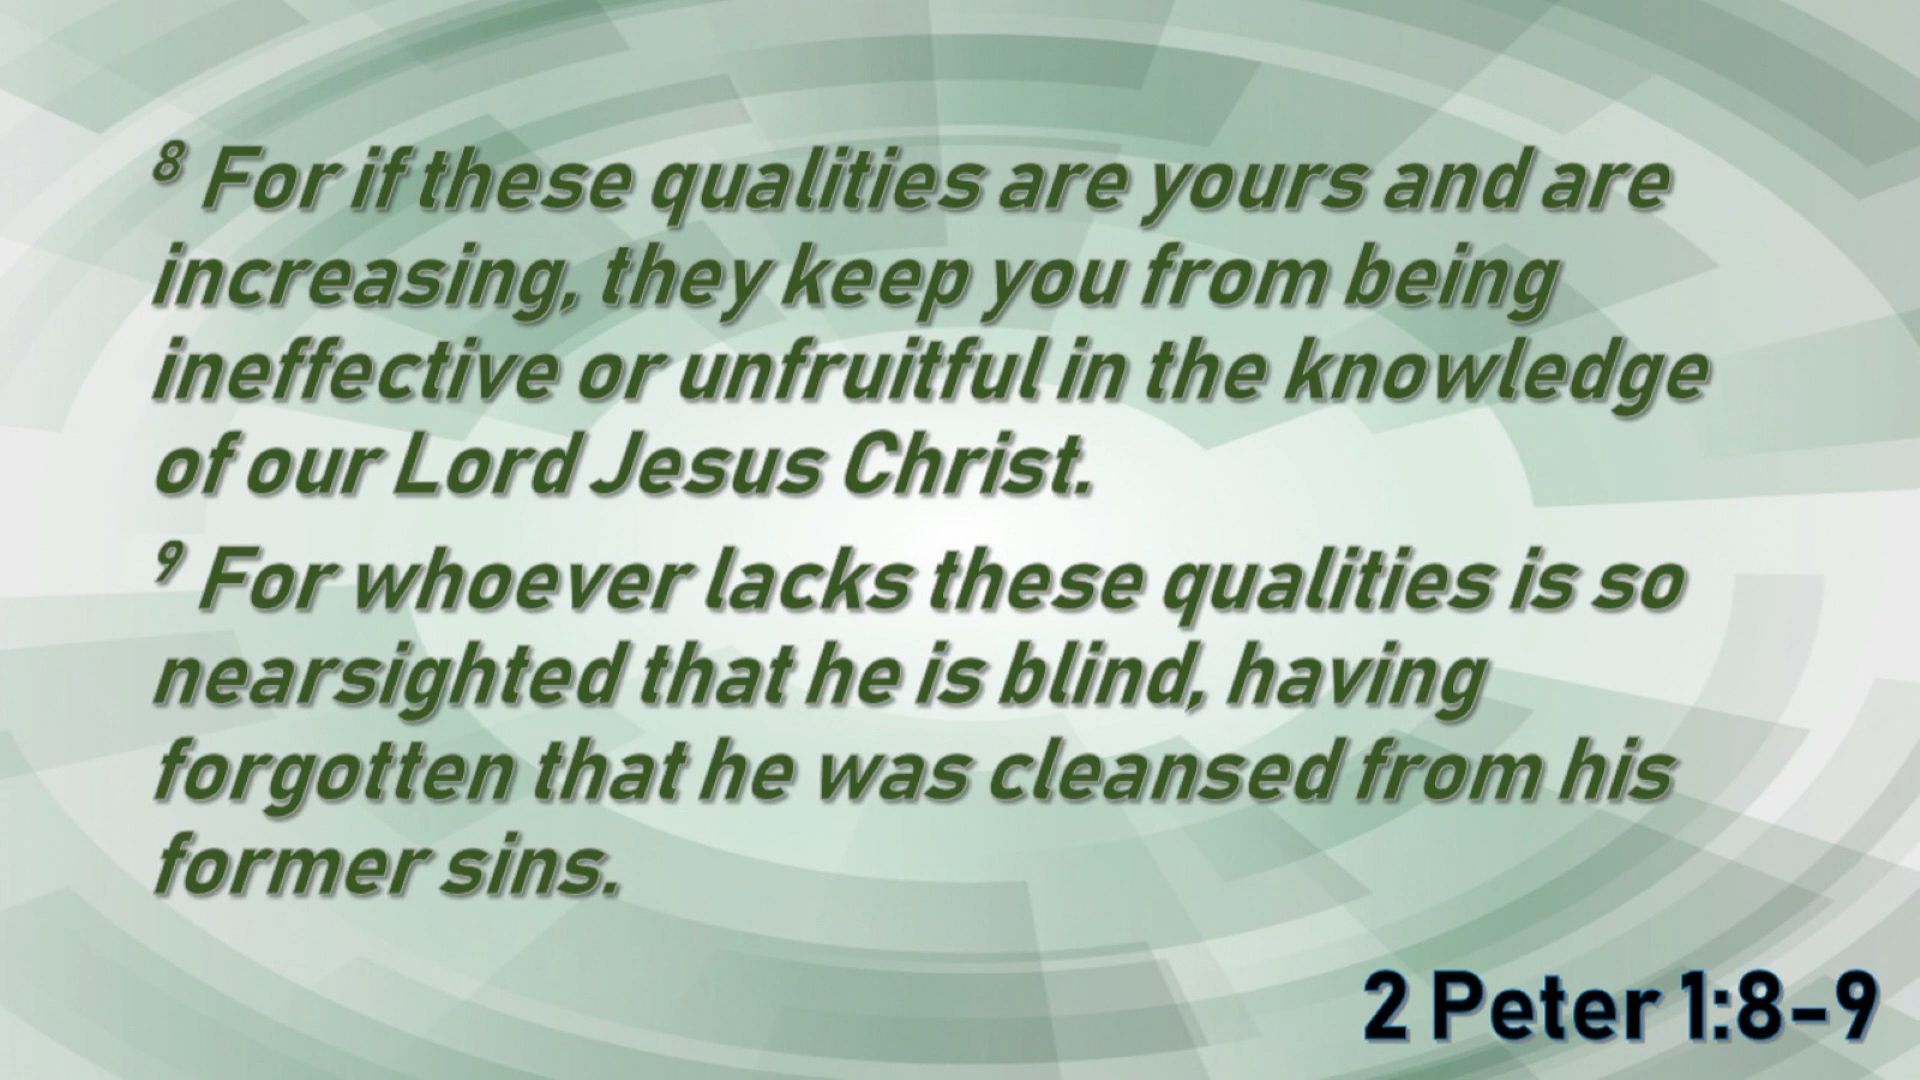 8 For if these qualities are yours and are
increasing, they keep you from being
ineffective or unfruitful in the knowledge
of our Lord Jesus Christ.
9 For whoever lacks these qualities is so
nearsighted that he is blind, having
forgotten that he was cleansed from his
former sins.
2 Peter 1:8-9